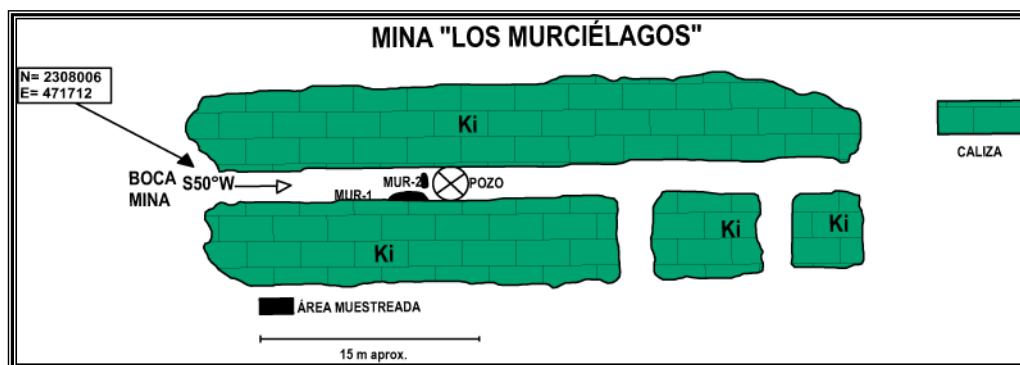 MINA "LOS MURCIÉLAGOS"
N= 2308006
E= 471712
Ki
CALIZA
BOCA
MINA
S50°W
MUR-2
POZO
MUR-1
Ki
Ki
Ki
ÁREA MUESTREADA
15 m aprox.